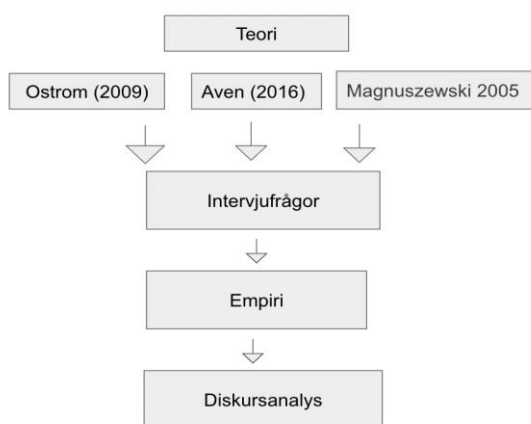 Teori
Ostrom (2009)
Aven (2016)
Magnuszewski 2005
Intervjufrågor
Empiri
Diskursanalys